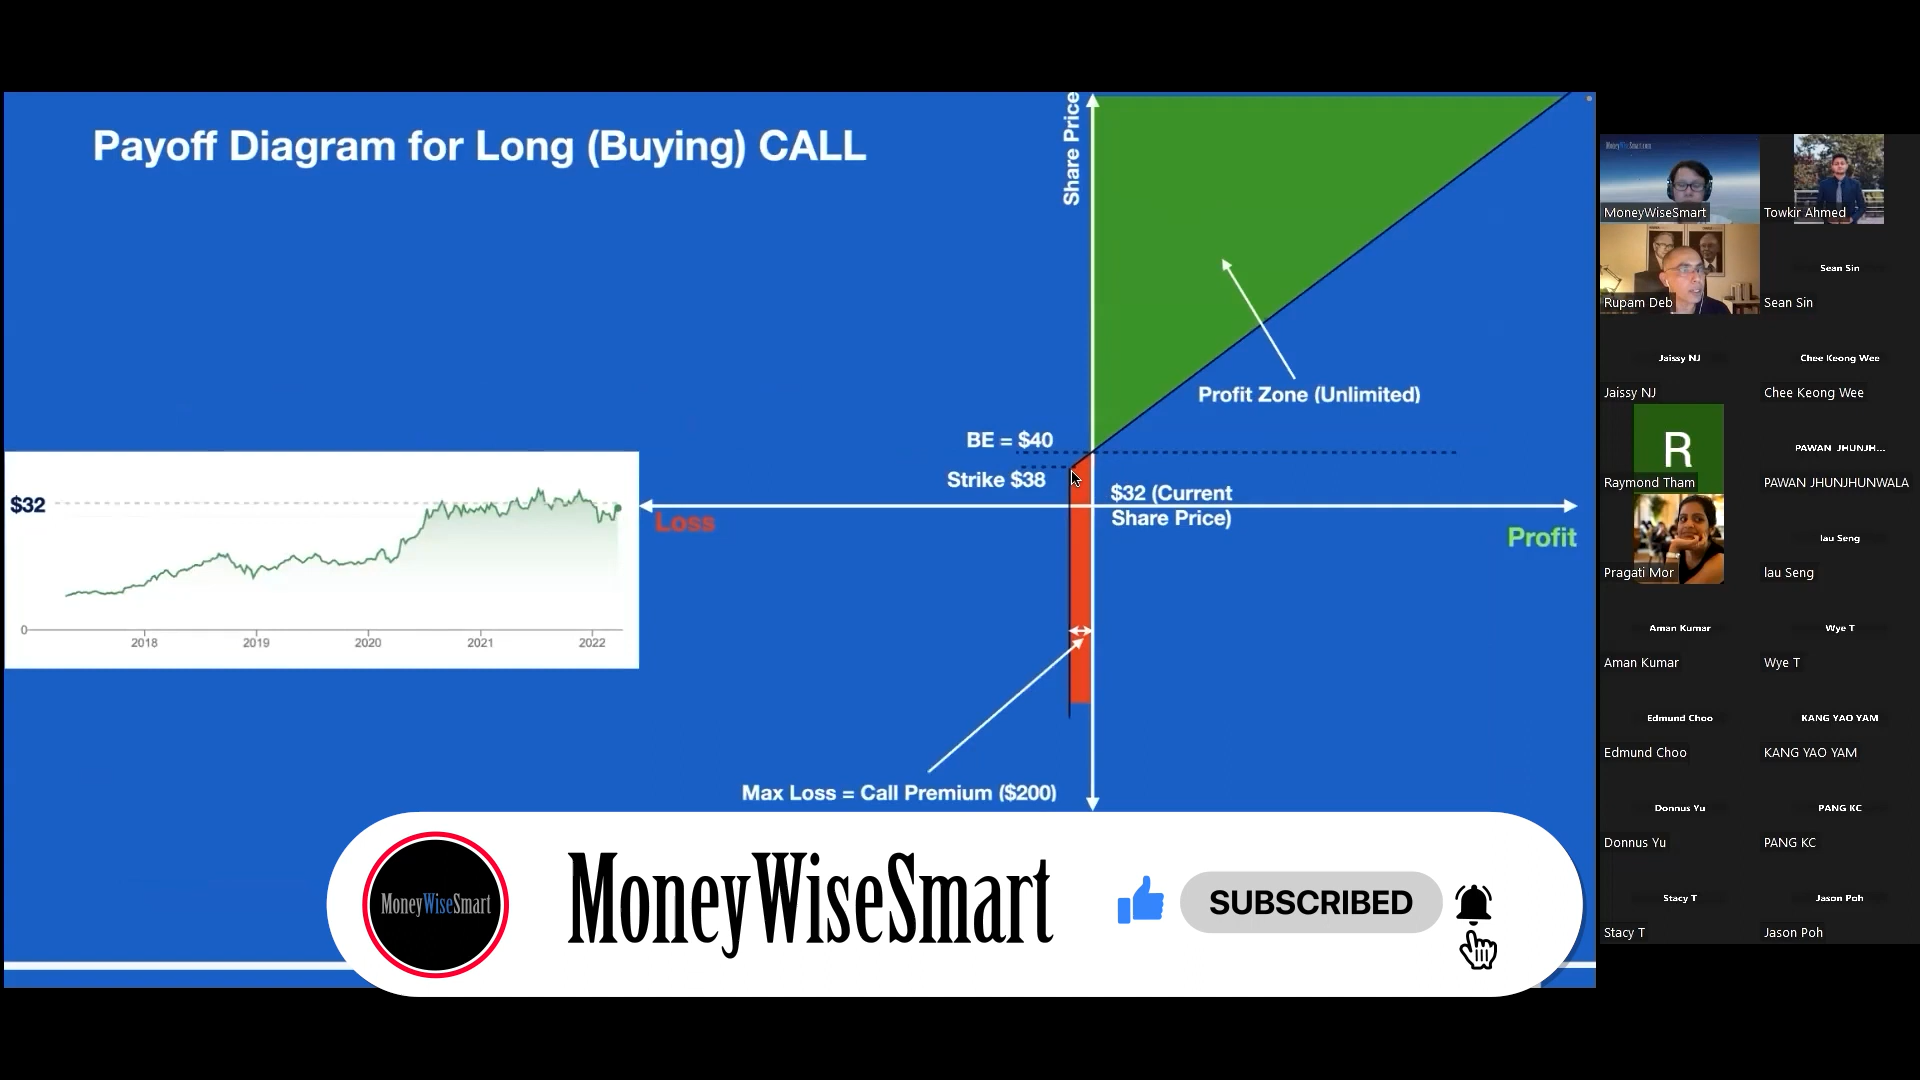 Payoff Diagram for Long (Buying) CALL
Share Price
Profit Zone (Unlimited)
BE = $40
Strike $38
$32 (Current
Share Price)
Loss
Profit
$32
0
2018
2019
2020
2021
2022
Max Loss = Call Premium ($200)
MoneyWiseSmart
MoneyWiseSmart
SUBSCRIBED
MoneyWiseSmart
Towkir Ahmed
Rupam Deb
Sean Sin
Sean Sin
Jaissy NJ
Chee Keong Wee
Jaissy NJ
Chee Keong Wee
R
PAWAN JHUNJH...
Raymond Tham
PAWAN JHUNJHUNWALA
lau Seng
Pragati Mor
lau Seng
Aman Kumar
Wye T
Aman Kumar
Wye T
Edmund Choo
KANG YAO YAM
Edmund Choo
KANG YAO YAM
Donnus Yu
PANG KC
Donnus Yu
PANG KC
Stacy T
Jason Poh
Stacy T
Jason Poh